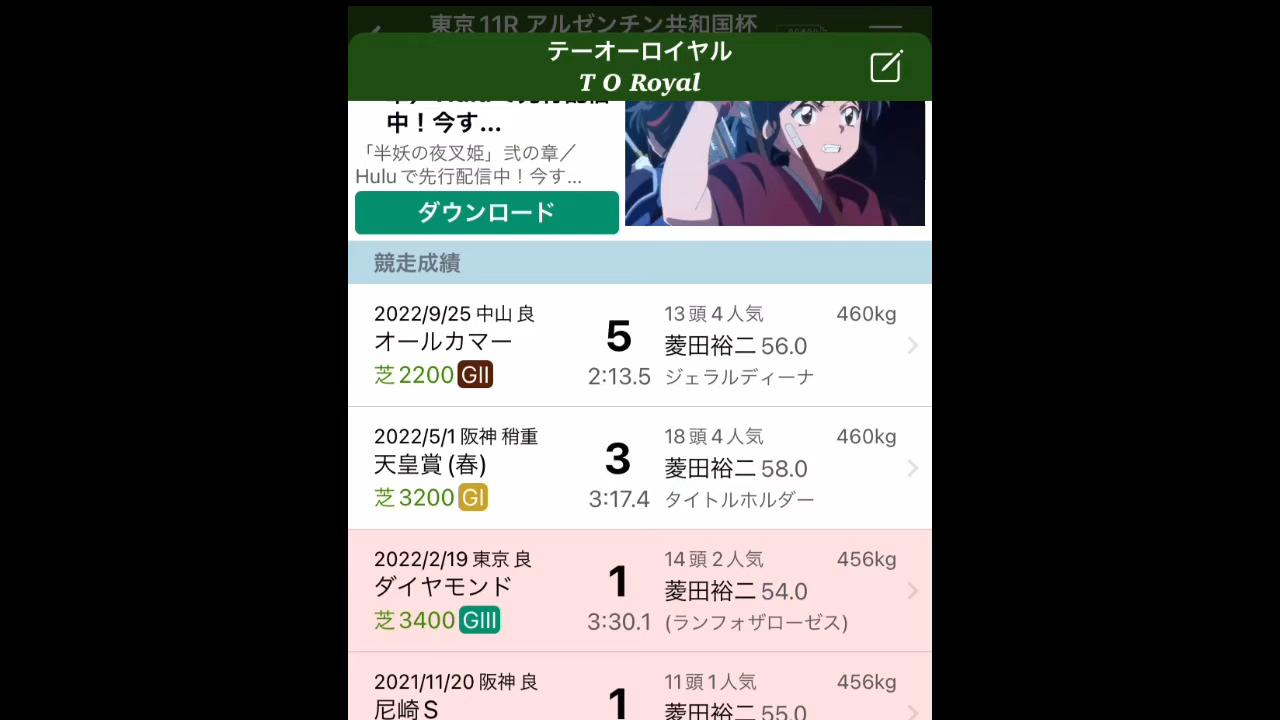 東京11R アルゼンチン共和国杯
テーオーロイヤル
T O Royal
中！今す...
「半妖の夜叉姫」弐の章／
Huluで先行配信中！今す...
ダウンロード
競走成績
2022/9/25 中山 良
オールカマー
芝2200 GII
5
2:13.5
13頭4人気
460kg
菱田裕二 56.0
ジェラルディーナ
2022/5/1 阪神 稍重
天皇賞(春)
芝3200 GI
3
3:17.4
18頭4人気
460kg
菱田裕二 58.0
タイトルホルダー
2022/2/19 東京 良
ダイヤモンド
芝3400 GIII
1
3:30.1
14頭2人気
456kg
菱田裕二 54.0
(ランフォザローゼス)
2021/11/20 阪神 良
尼崎S
1
11頭1人気
456kg
菱田裕二 55.0